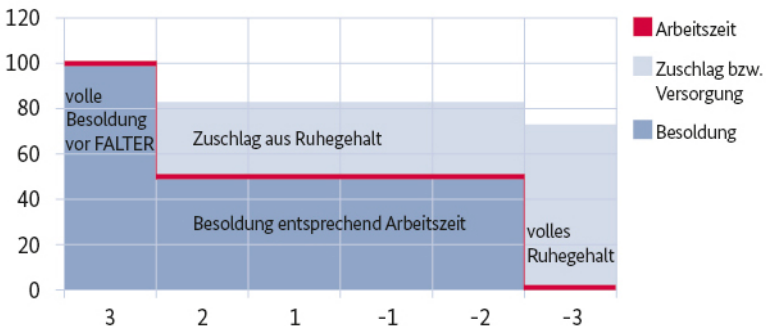 120
100
80
60
40
20
0
volle
Besoldung
vor FALTER
Zuschlag aus Ruhegehalt
Besoldung entsprechend Arbeitszeit
volles
Ruhegehalt
3 2 1 -1 -2 -3
Arbeitszeit
Zuschlag bzw.
Versorgung
Besoldung